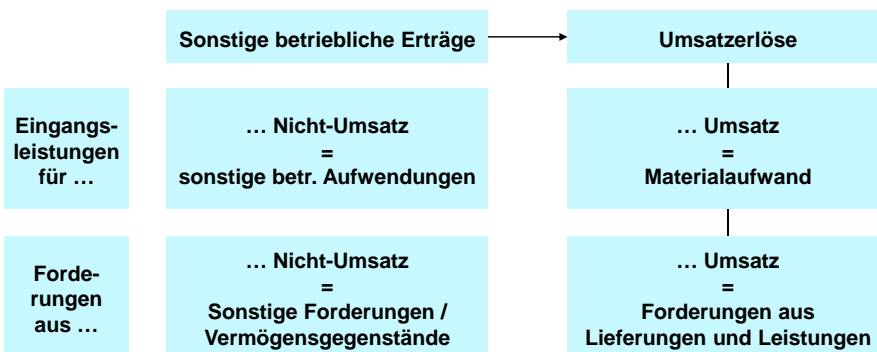 Sonstige betriebliche Erträge
Umsatzerlöse
Eingangs-
leistungen
für …
… Nicht-Umsatz
=
sonstige betr. Aufwendungen
… Umsatz
=
Materialaufwand
Forde-
rungen
aus …
… Nicht-Umsatz
=
Sonstige Forderungen /
Vermögensgegenstände
… Umsatz
=
Forderungen aus
Lieferungen und Leistungen